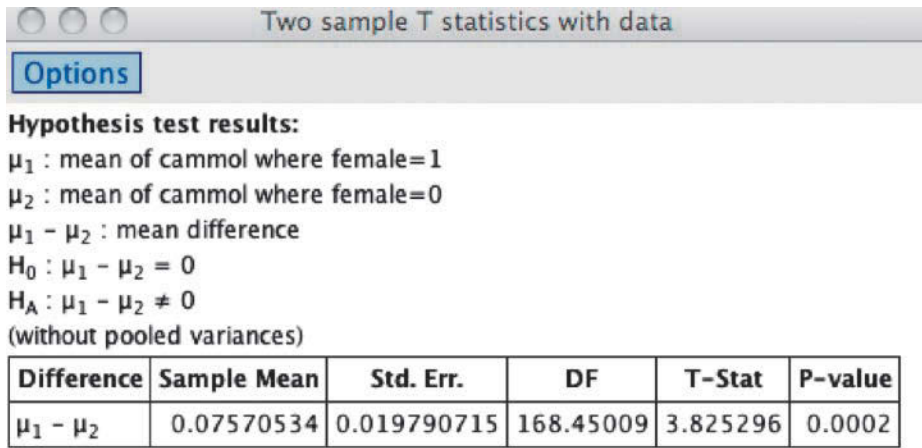 Two sample T statistics with data
Options
Hypothesis test results:
μ₁ : mean of cammol where female=1
μ₂ : mean of cammol where female=0
μ₁ – μ₂ : mean difference
H₀ : μ₁ – μ₂ = 0
Hₐ : μ₁ – μ₂ ≠ 0
(without pooled variances)
Difference Sample Mean Std. Err. DF T-Stat P-value
μ₁ – μ₂ 0.07570534 0.019790715 168.45009 3.825296 0.0002